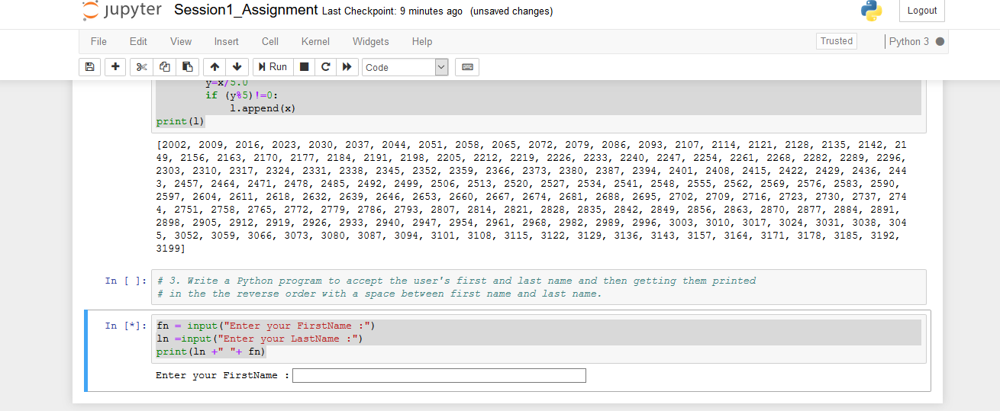 jupyter Session1_Assignment Last Checkpoint: 9 minutes ago (unsaved changes)
Logout
File Edit View Insert Cell Kernel Widgets Help
Trusted
Python 3
Run
Code
y=x/5.0
if (y%5)!=0:
l.append(x)
print(l)
[2002, 2009, 2016, 2023, 2030, 2037, 2044, 2051, 2058, 2065, 2072, 2079, 2086, 2093, 2107, 2114, 2121, 2128, 2135, 2142, 21
49, 2156, 2163, 2170, 2177, 2184, 2191, 2198, 2205, 2212, 2219, 2226, 2233, 2240, 2247, 2254, 2261, 2268, 2282, 2289, 2296,
2303, 2310, 2317, 2324, 2331, 2338, 2345, 2352, 2359, 2366, 2373, 2380, 2387, 2394, 2401, 2408, 2415, 2422, 2429, 2436, 244
3, 2457, 2464, 2471, 2478, 2485, 2492, 2499, 2506, 2513, 2520, 2527, 2534, 2541, 2548, 2555, 2562, 2569, 2576, 2583, 2590,
2597, 2604, 2611, 2618, 2632, 2639, 2646, 2653, 2660, 2667, 2674, 2681, 2688, 2695, 2702, 2709, 2716, 2723, 2730, 2737, 274
4, 2751, 2758, 2765, 2772, 2779, 2786, 2793, 2807, 2814, 2821, 2828, 2835, 2842, 2849, 2856, 2863, 2870, 2877, 2884, 2891,
2898, 2905, 2912, 2919, 2926, 2933, 2940, 2947, 2954, 2961, 2968, 2982, 2989, 2996, 3003, 3010, 3017, 3024, 3031, 3038, 304
5, 3052, 3059, 3066, 3073, 3080, 3087, 3094, 3101, 3108, 3115, 3122, 3129, 3136, 3143, 3157, 3164, 3171, 3178, 3185, 3192,
3199]
In [ ]: # 3. Write a Python program to accept the user's first and last name and then getting them printed
# in the the reverse order with a space between first name and last name.
In [*]: fn = input("Enter your FirstName :")
ln =input("Enter your LastName :")
print(ln +" "+ fn)
Enter your FirstName :